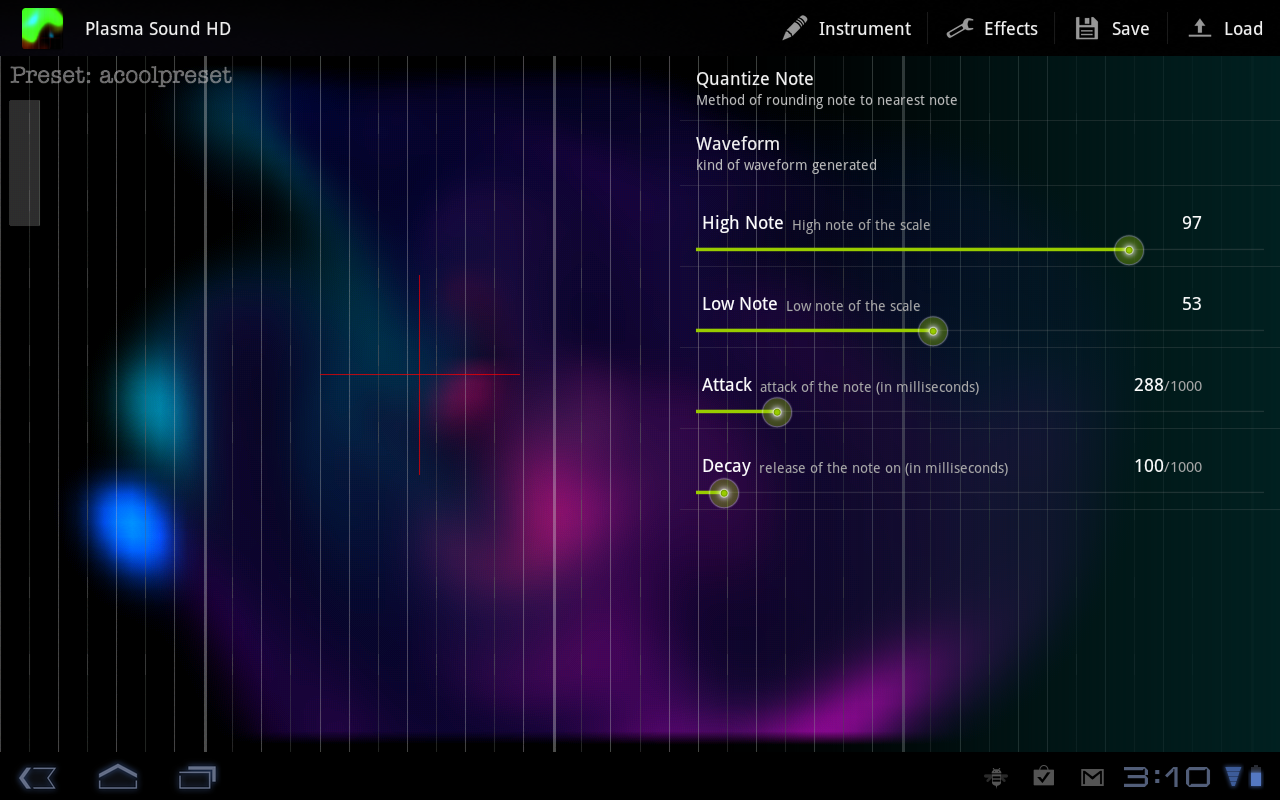 Plasma Sound HD
Instrument
Effects
Save
Load
Preset: acoolpreset
Quantize Note
Method of rounding note to nearest note
Waveform
kind of waveform generated
High Note High note of the scale 97
Low Note Low note of the scale 53
Attack attack of the note (in milliseconds) 288/1000
Decay release of the note on (in milliseconds) 100/1000
3:10